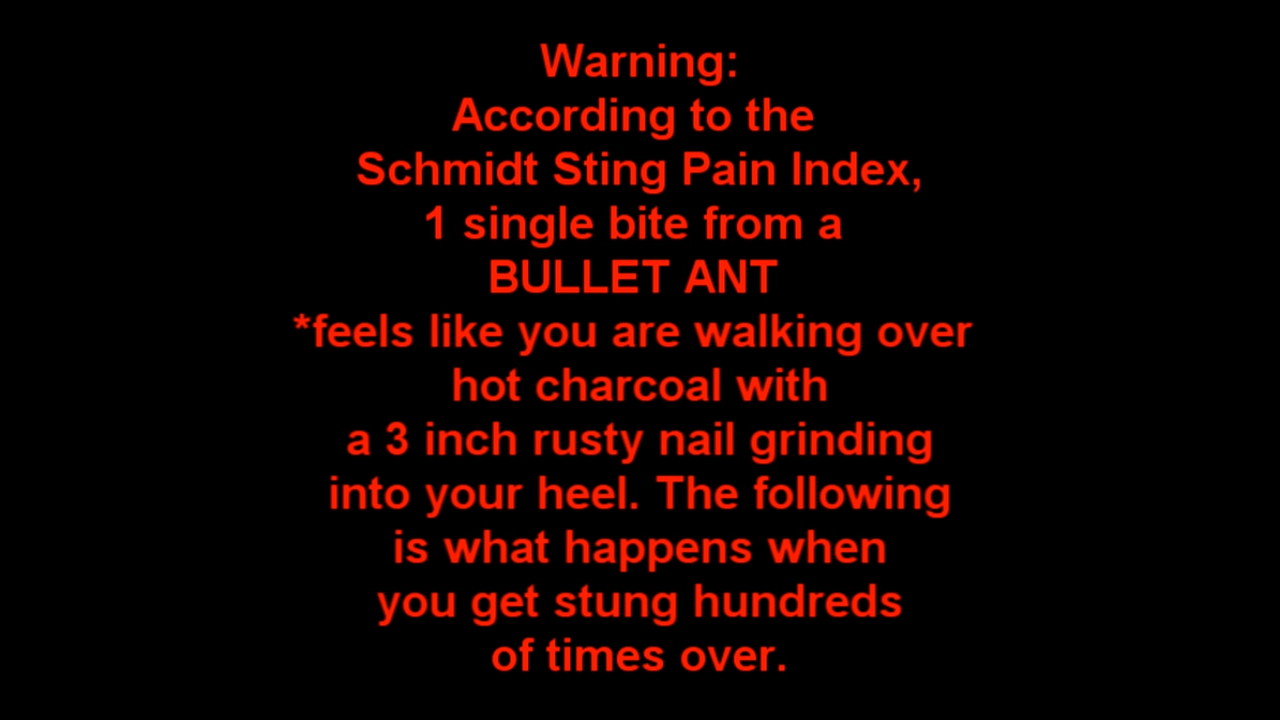 Warning:
According to the
Schmidt Sting Pain Index,
1 single bite from a
BULLET ANT
*feels like you are walking over
hot charcoal with
a 3 inch rusty nail grinding
into your heel. The following
is what happens when
you get stung hundreds
of times over.